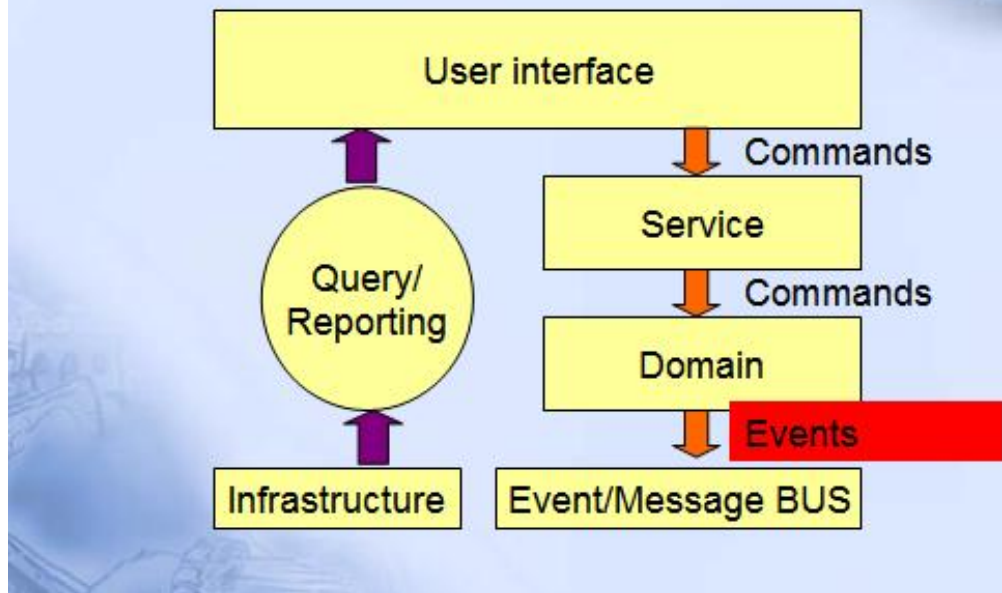 User interface
Commands
Service
Query/
Reporting
Commands
Domain
Events
Infrastructure
Event/Message BUS